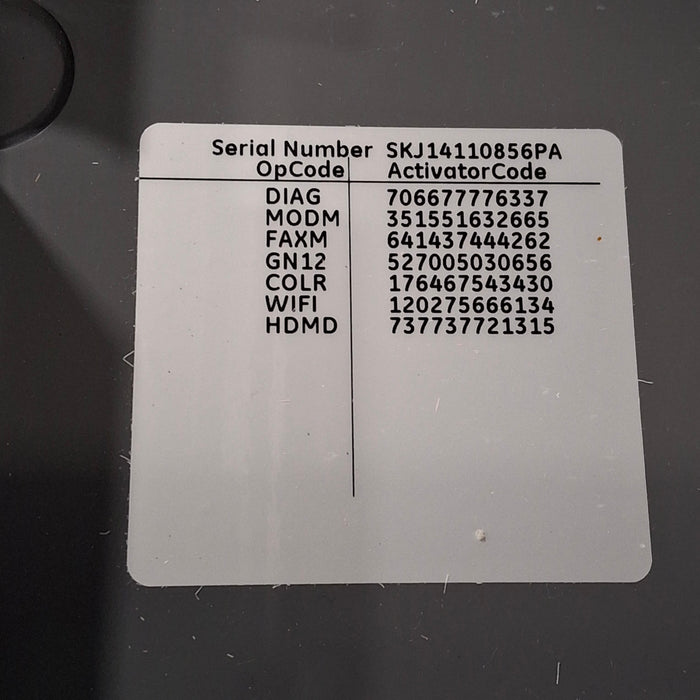 Serial Number SKJ14110856PA
OpCode ActivatorCode
DIAG 706677776337
MODM 351551632665
FAXM 641437444262
GN12 527005030656
COLR 176467543430
WIFI 120275666134
HDMD 737737721315